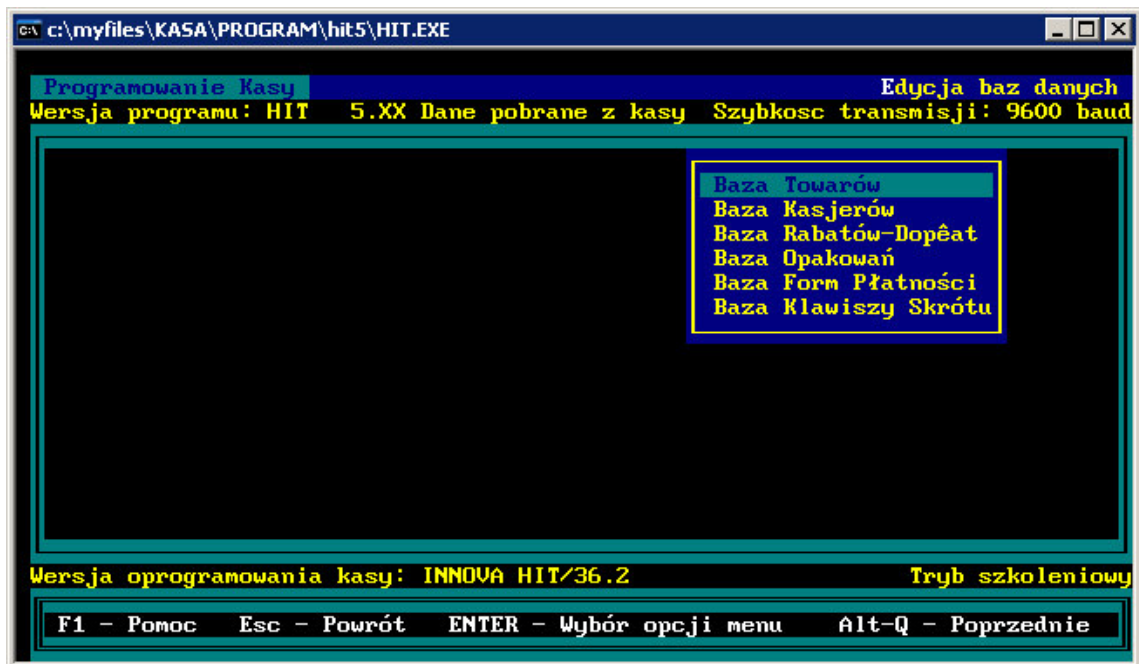 c:\myfiles\KASA\PROGRAM\hit5\HIT.EXE
Programowanie Kasy Edycja baz danych
Wersja programu: HIT 5.XX Dane pobrane z kasy Szybkosc transmisji: 9600 baud
Baza Towarów
Baza Kasjerów
Baza Rabatów-Dopêat
Baza Opakowań
Baza Form Płatności
Baza Klawiszy Skrótu
Wersja oprogramowania kasy: INNOVA HIT/36.2 Tryb szkoleniowy
F1 - Pomoc Esc - Powrót ENTER - Wybór opcji menu Alt-Q - Poprzednie